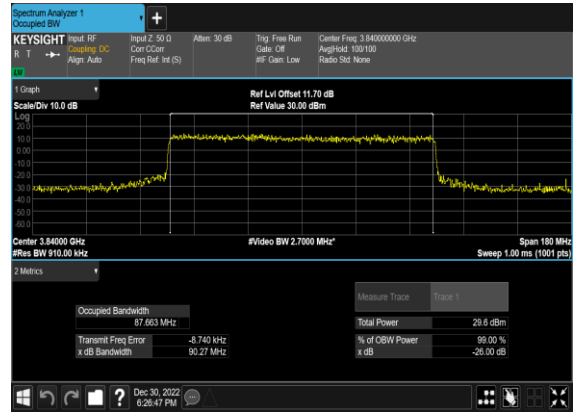 Spectrum Analyzer 1
Occupied BW
KEYSIGHT Input: RF Input Z: 50 Ω Atten: 30 dB Trig: Free Run Center Freq: 3.840000000 GHz
R T Coupling: DC Corr CCorr Gate: Off Avg|Hold: 100/100
Align: Auto Freq Ref: Int (S) #IF Gain: Low Radio Std: None
LW
1 Graph
Ref Lvl Offset 11.70 dB
Scale/Div 10.0 dB Ref Value 30.00 dBm
Log
20.0
10.0
0.00
-10.0
-20.0
-30.0
-40.0
-50.0
-60.0
Center 3.84000 GHz #Video BW 2.7000 MHz* Span 180 MHz
#Res BW 910.00 kHz Sweep 1.00 ms (1001 pts)
2 Metrics
Measure Trace Trace 1
Occupied Bandwidth
87.663 MHz Total Power 29.6 dBm
Transmit Freq Error -8.740 kHz % of OBW Power 99.00 %
x dB Bandwidth 90.27 MHz x dB -26.00 dB
? Dec 30, 2022
6:26:47 PM